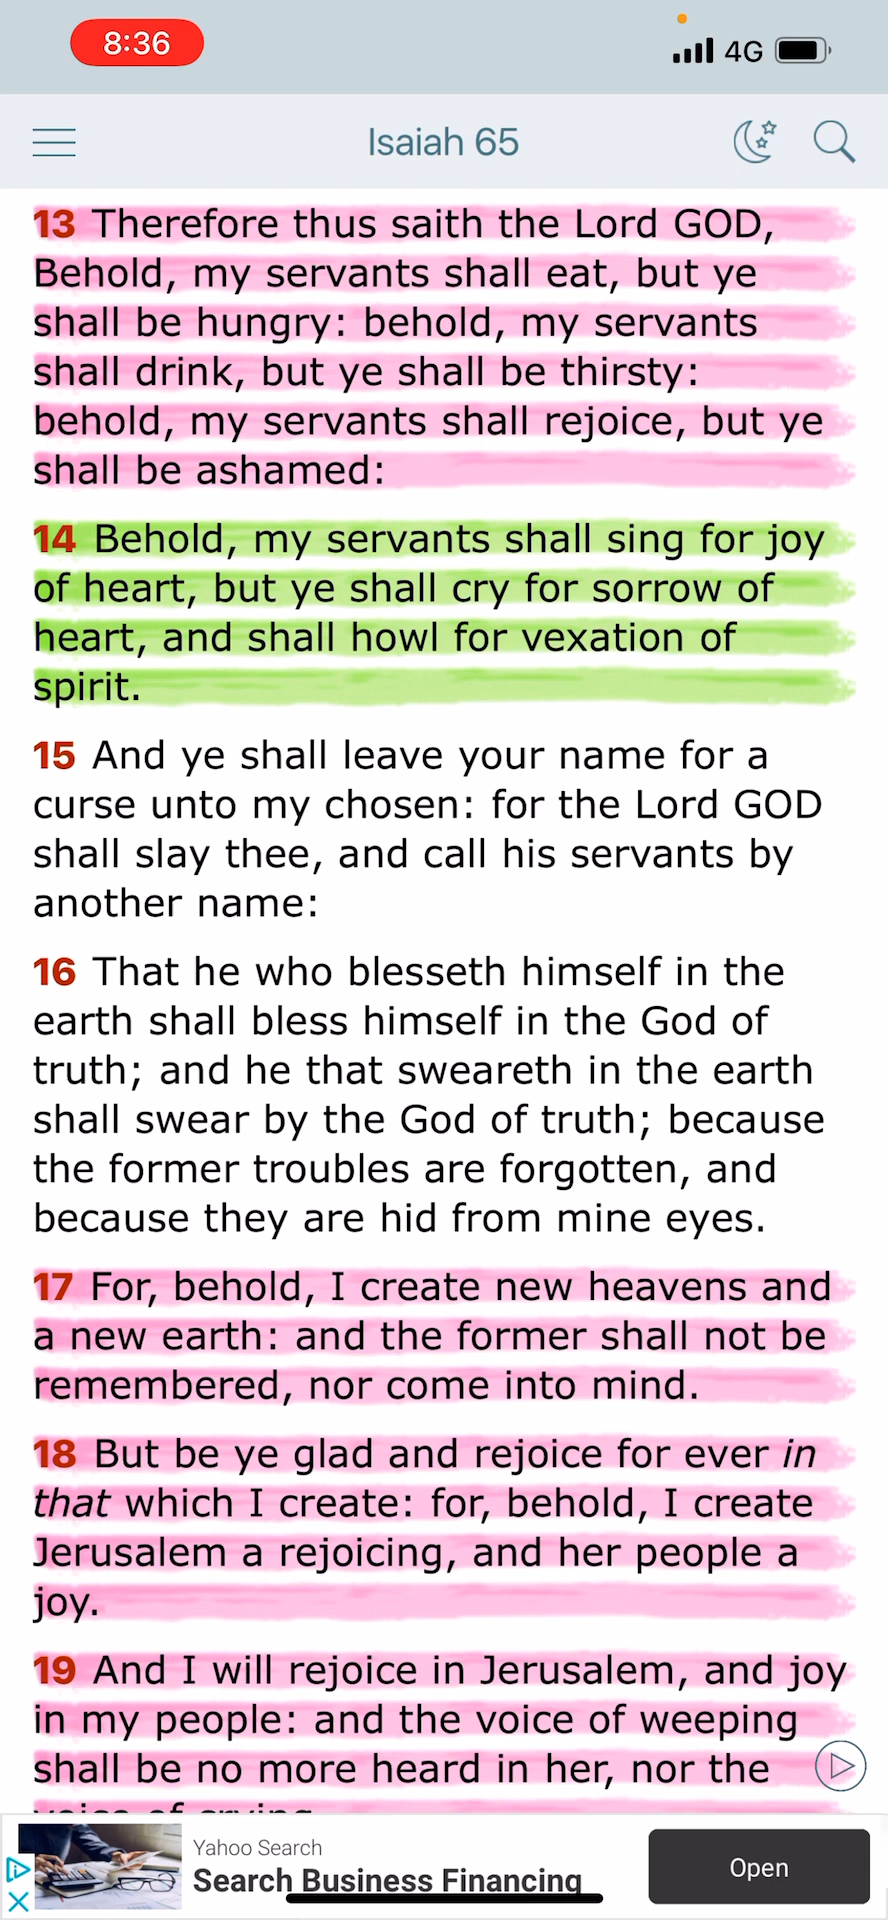 8:36
4G
Isaiah 65
13 Therefore thus saith the Lord GOD,
Behold, my servants shall eat, but ye
shall be hungry: behold, my servants
shall drink, but ye shall be thirsty:
behold, my servants shall rejoice, but ye
shall be ashamed:
14 Behold, my servants shall sing for joy
of heart, but ye shall cry for sorrow of
heart, and shall howl for vexation of
spirit.
15 And ye shall leave your name for a
curse unto my chosen: for the Lord GOD
shall slay thee, and call his servants by
another name:
16 That he who blesseth himself in the
earth shall bless himself in the God of
truth; and he that sweareth in the earth
shall swear by the God of truth; because
the former troubles are forgotten, and
because they are hid from mine eyes.
17 For, behold, I create new heavens and
a new earth: and the former shall not be
remembered, nor come into mind.
18 But be ye glad and rejoice for ever in
that which I create: for, behold, I create
Jerusalem a rejoicing, and her people a
joy.
19 And I will rejoice in Jerusalem, and joy
in my people: and the voice of weeping
shall be no more heard in her, nor the
voice of crying
Yahoo Search
Search Business Financing
Open